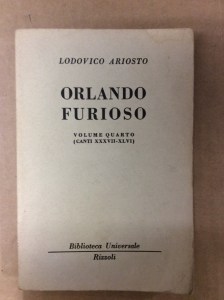 LODOVICO ARIOSTO
ORLANDO
FURIOSO
VOLUME QUARTO
(CANTI XXXVII-XLVI)
Biblioteca Universale
Rizzoli